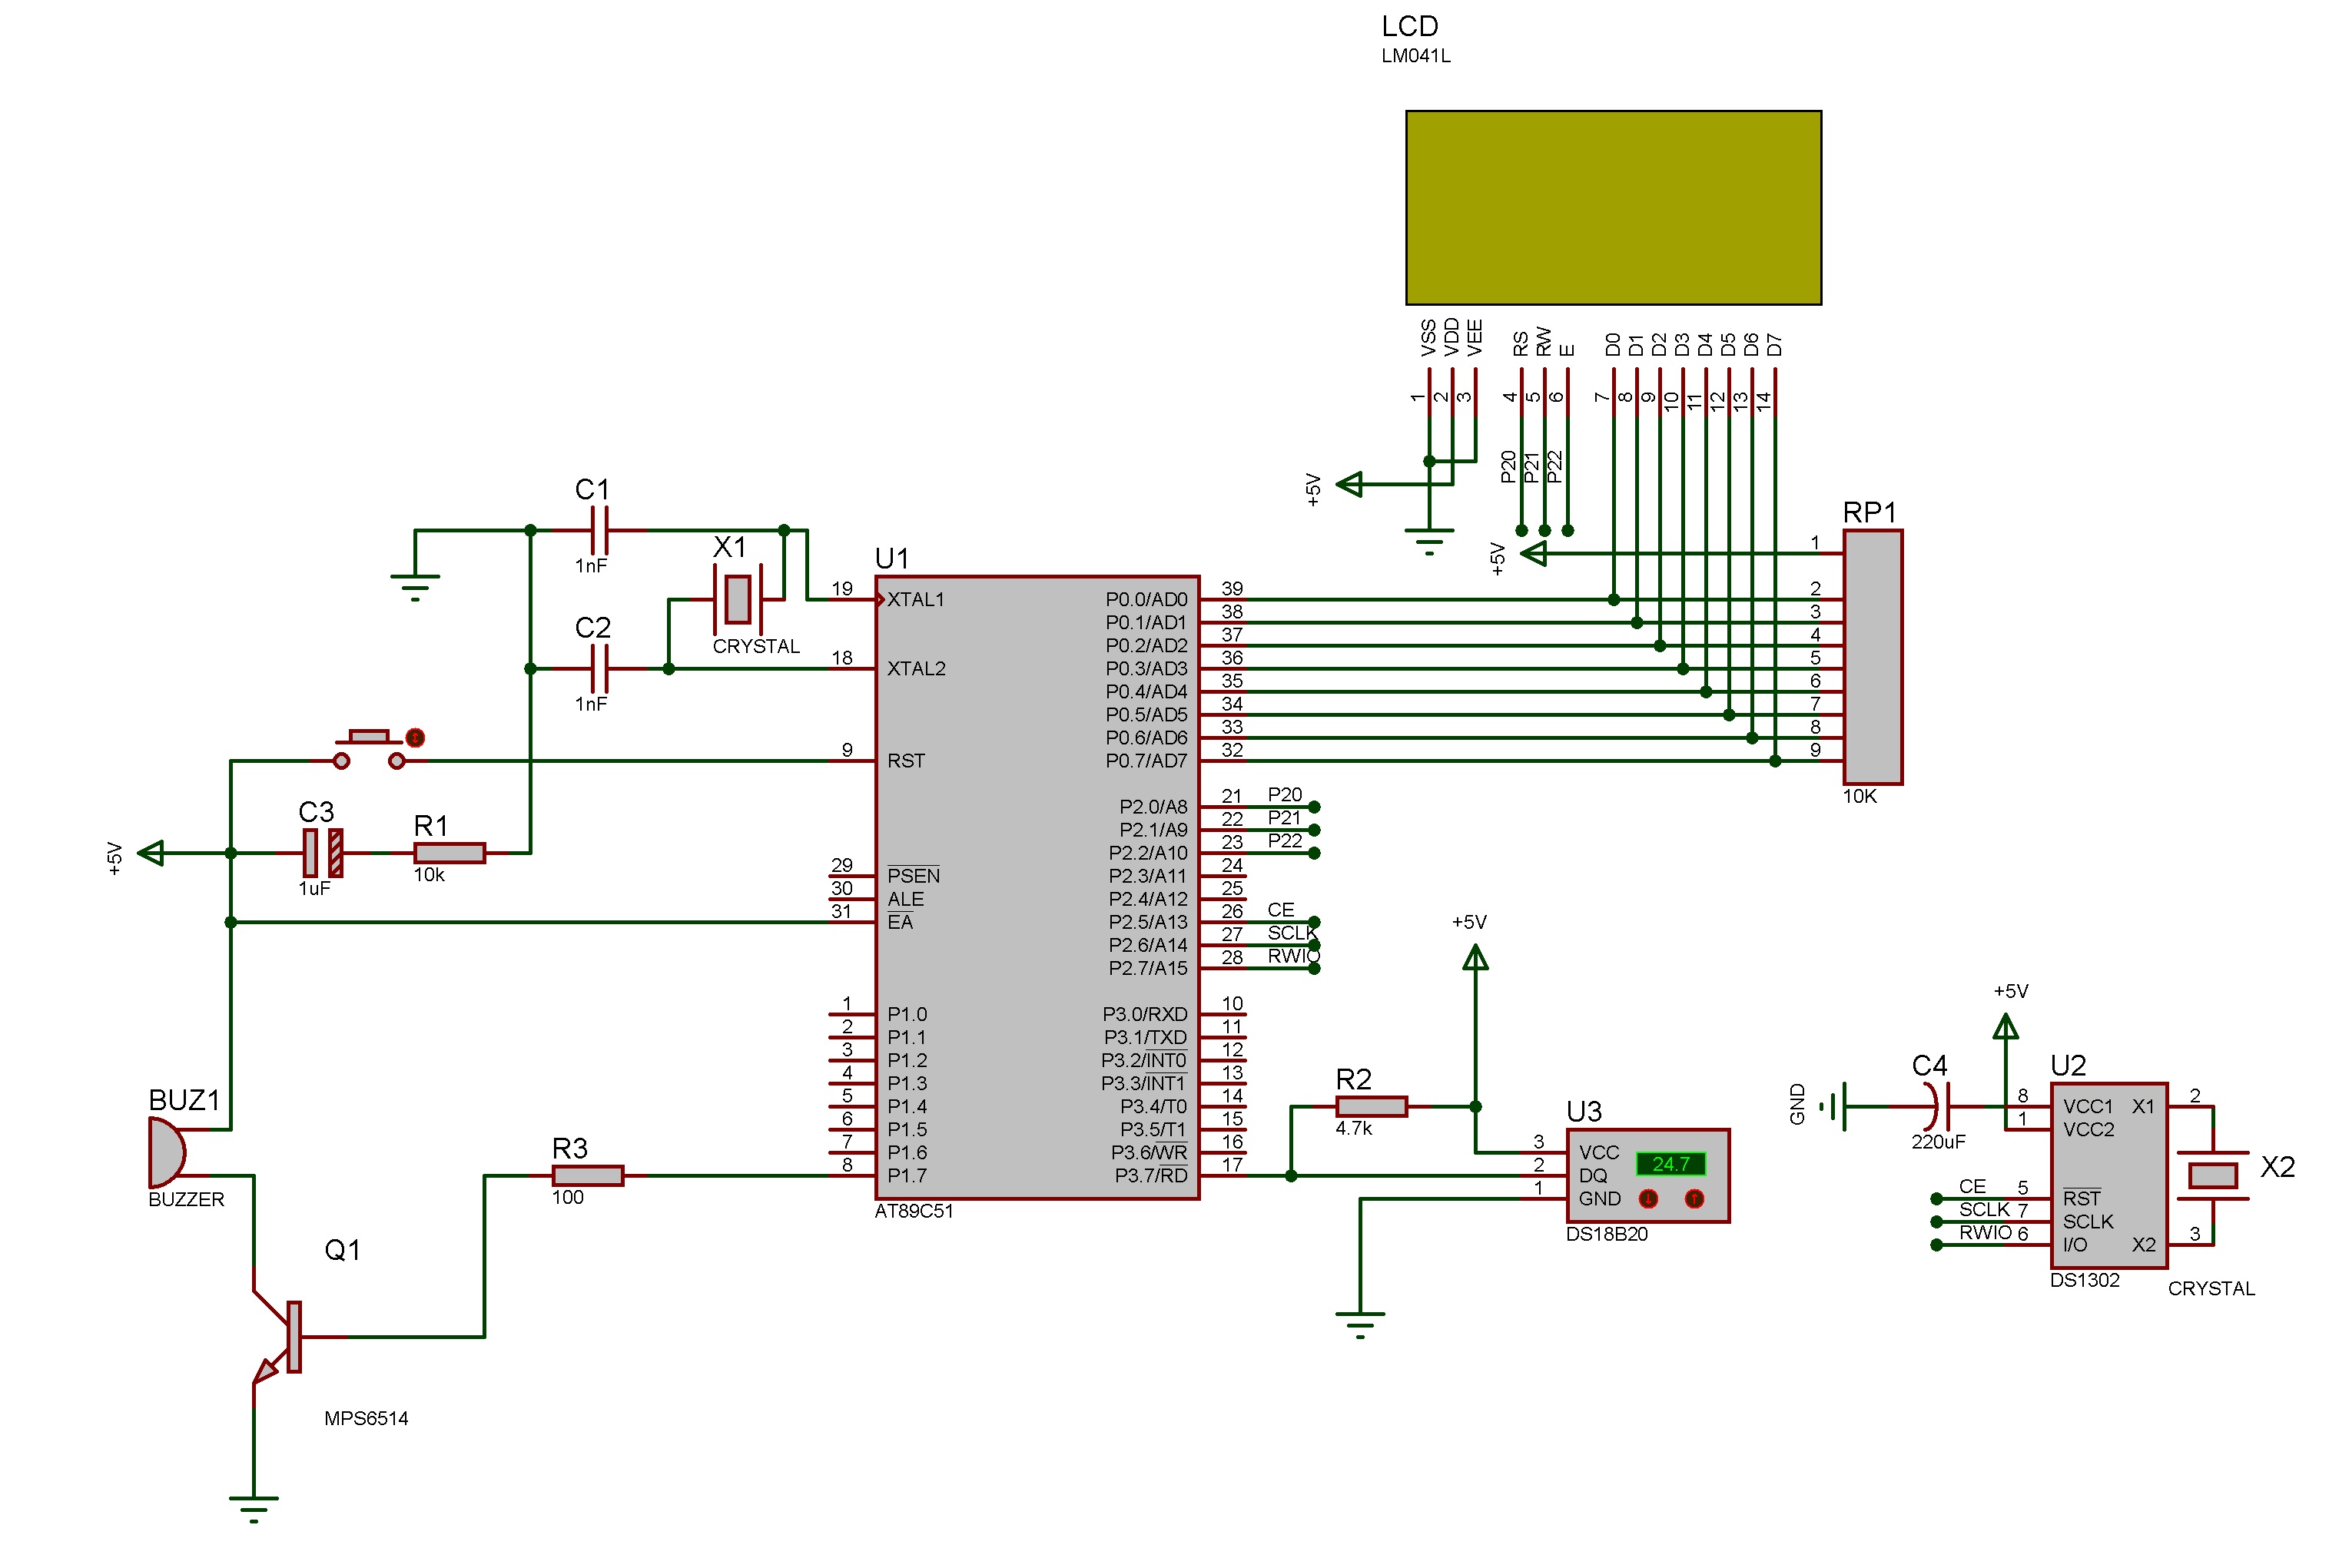 LCD
LM041L
VSS
VDD
VEE
RS
RW
E
D0
D1
D2
D3
D4
D5
D6
D7
1
2
3
4
5
6
7
8
9
10
11
12
13
14
P20
P21
P22
+5V
+5V
RP1
1
2
3
4
5
6
7
8
9
10K
C1
1nF
X1
CRYSTAL
C2
1nF
C3
1uF
R1
10k
+5V
U1
19 XTAL1
18 XTAL2
9 RST
29 PSEN
30 ALE
31 EA
1 P1.0
2 P1.1
3 P1.2
4 P1.3
5 P1.4
6 P1.5
7 P1.6
8 P1.7
P0.0/AD0 39
P0.1/AD1 38
P0.2/AD2 37
P0.3/AD3 36
P0.4/AD4 35
P0.5/AD5 34
P0.6/AD6 33
P0.7/AD7 32
P2.0/A8 21 P20
P2.1/A9 22 P21
P2.2/A10 23 P22
P2.3/A11 24
P2.4/A12 25
P2.5/A13 26 CE
P2.6/A14 27 SCLK
P2.7/A15 28 RWIO
P3.0/RXD 10
P3.1/TXD 11
P3.2/INT0 12
P3.3/INT1 13
P3.4/T0 14
P3.5/T1 15
P3.6/WR 16
P3.7/RD 17
AT89C51
BUZ1
BUZZER
R3
100
Q1
MPS6514
+5V
R2
4.7k
U3
3 VCC
2 DQ
1 GND
24.7
DS18B20
+5V
C4
220uF
GND
U2
8 VCC1
1 VCC2
CE 5 RST
SCLK 7 SCLK
RWIO 6 I/O
X1 2
X2 3
DS1302
X2
CRYSTAL